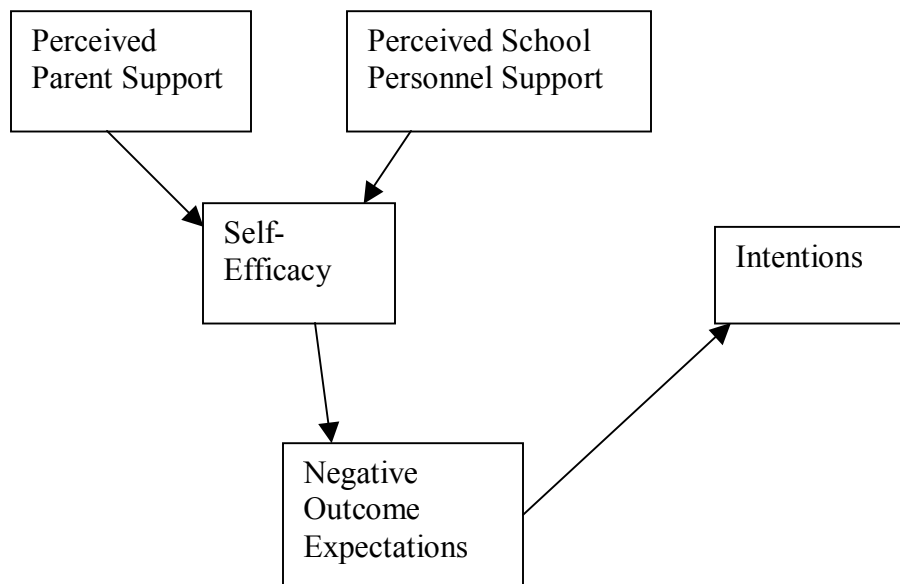 Perceived
Parent Support
Perceived School
Personnel Support
Self-
Efficacy
Intentions
Negative
Outcome
Expectations